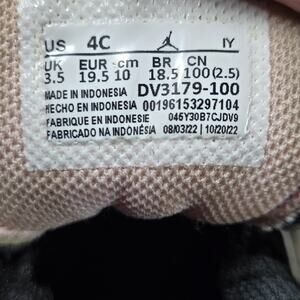 US 4C IY
UK EUR cm BR CN
3.5 19.5 10 18.5 100 (2.5)
MADE IN INDONESIA DV3179-100
HECHO EN INDONESIA 00196153297104
FABRIQUE EN INDONESIE 045Y30B7CJDV9
FABRICADO NA INDONÉSIA 08/03/22 | 10/20/22